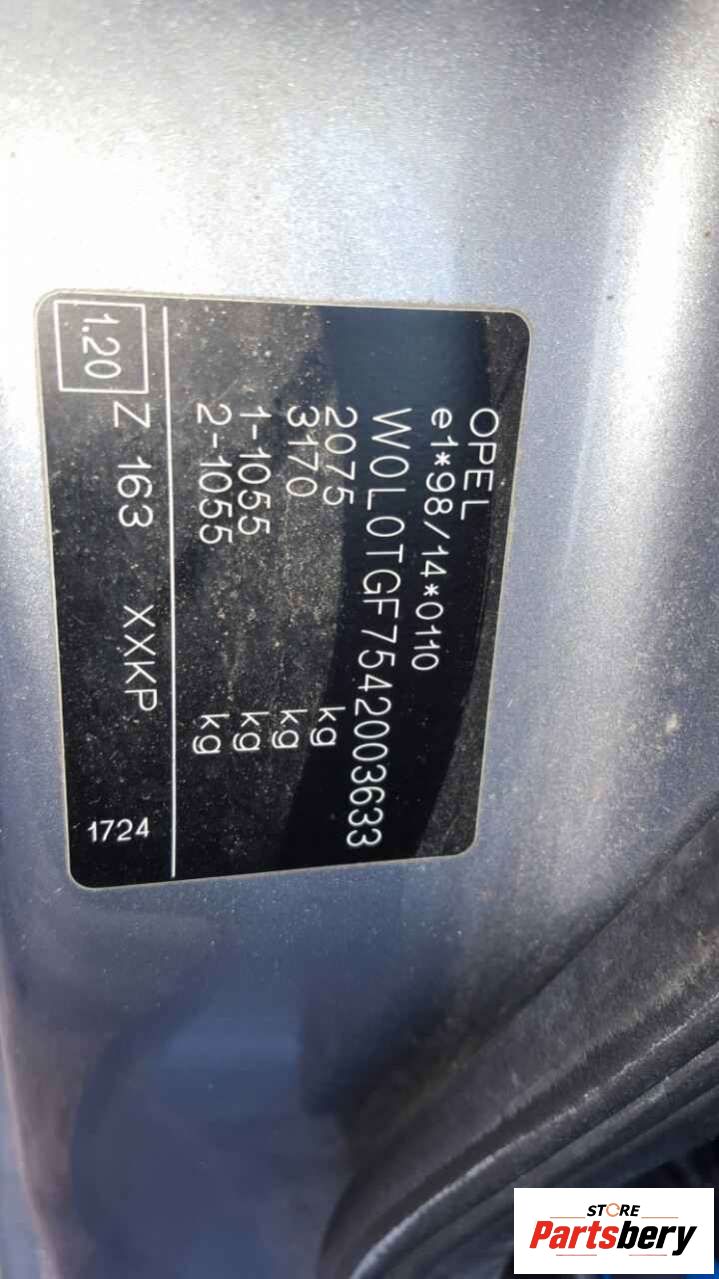 OPEL
e1*98/14*0110
W0L0TGF7542003633
2075 kg
3170 kg
1-1055 kg
2-1055 kg
1.20 Z 163 XXKP 1724
STORE
Partsbery